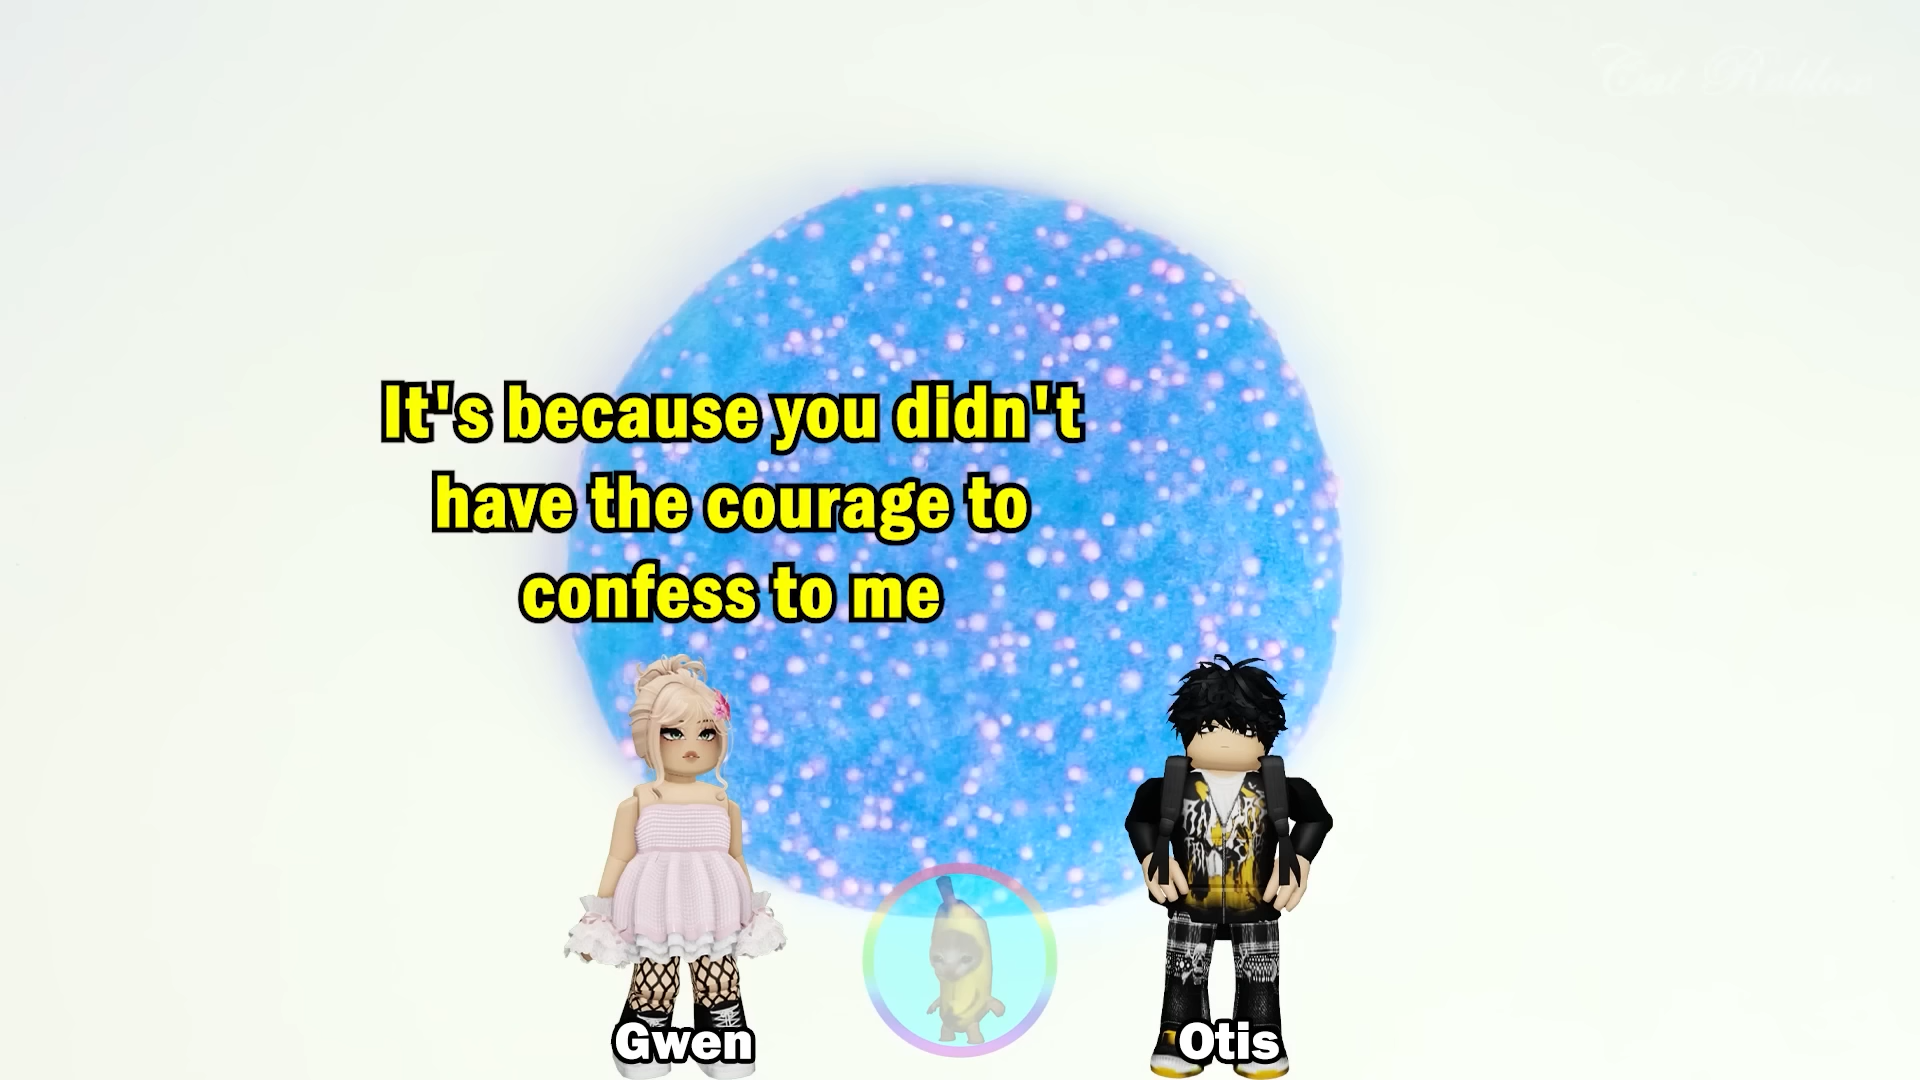 It's because you didn't
have the courage to
confess to me
Gwen
Otis